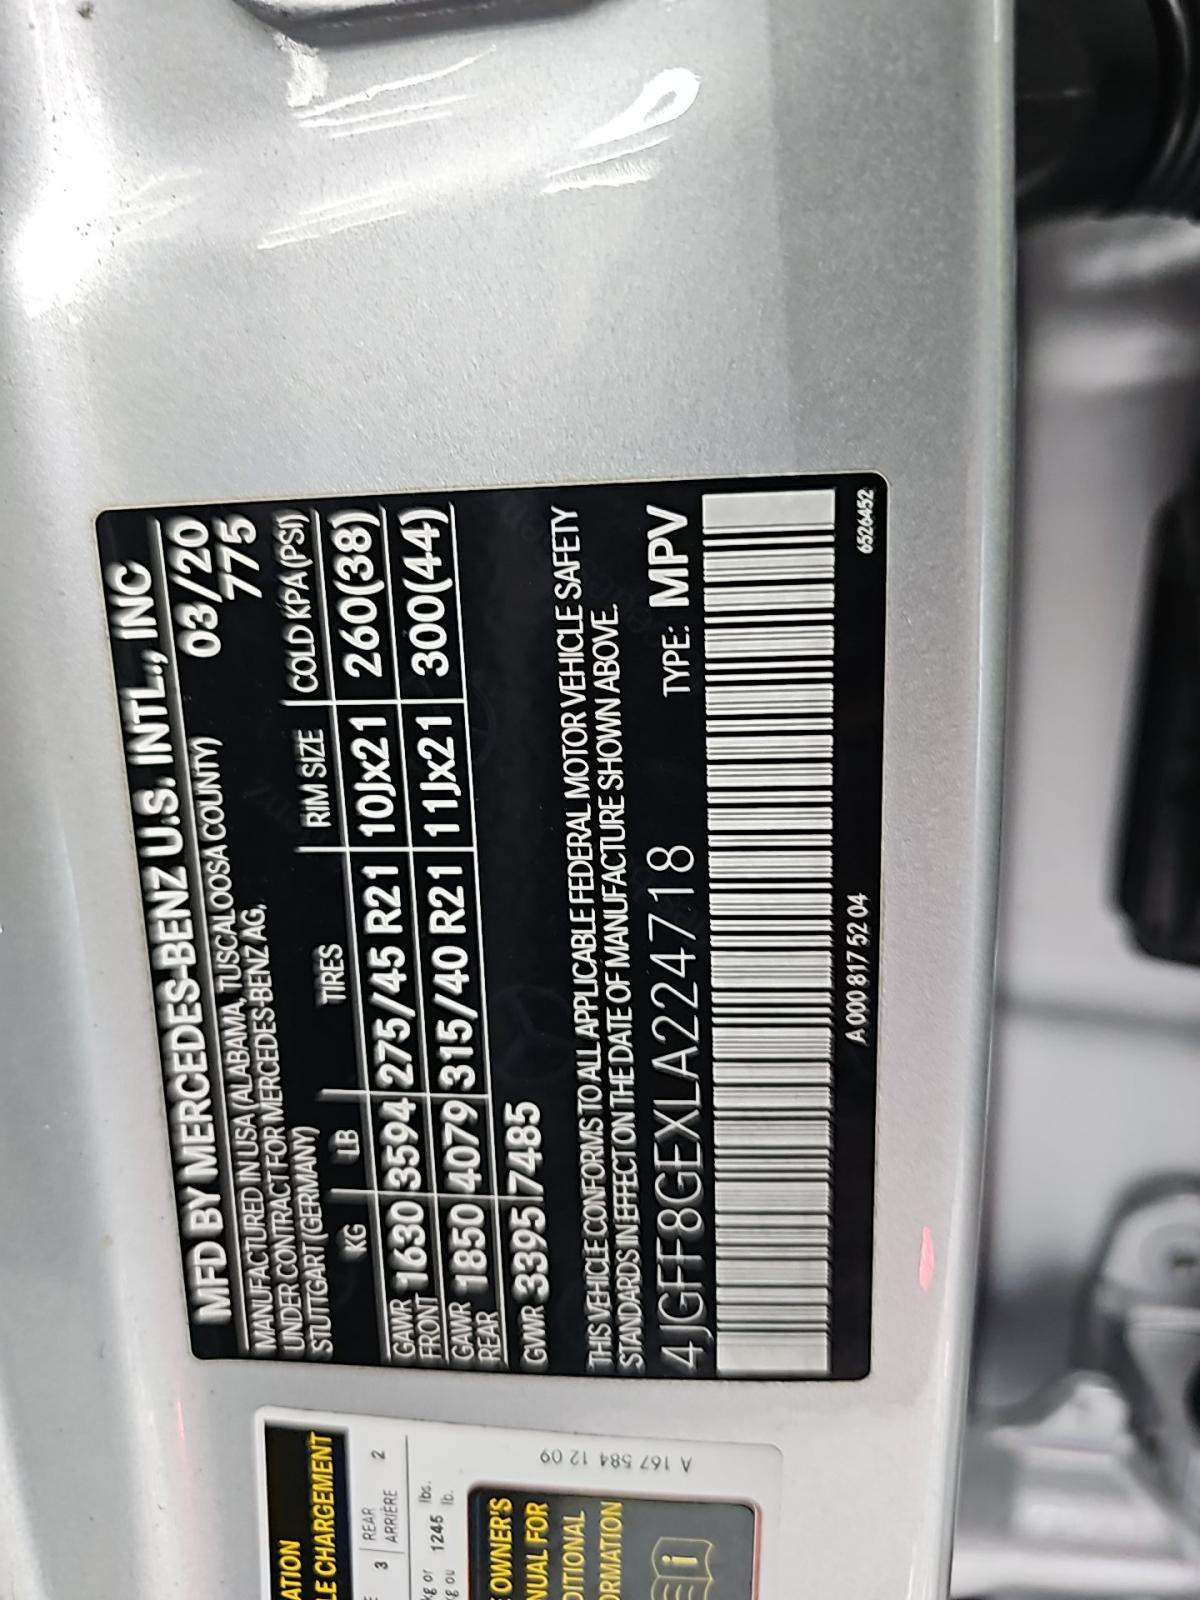 MFD BY MERCEDES-BENZ U.S. INTL., INC
MANUFACTURED IN USA (ALABAMA, TUSCALOOSA COUNTY) 03/20
UNDER CONTRACT FOR MERCEDES-BENZ AG, 775
STUTTGART (GERMANY)
KG LB TIRES RIM SIZE COLD KPA (PSI)
GAWR FRONT 1630 3594 275/45 R21 10Jx21 260(38)
GAWR REAR 1850 4079 315/40 R21 11Jx21 300(44)
GVWR 3395 7485
THIS VEHICLE CONFORMS TO ALL APPLICABLE FEDERAL MOTOR VEHICLE SAFETY
STANDARDS IN EFFECT ON THE DATE OF MANUFACTURE SHOWN ABOVE.
4JGFF8GEXLA224718 TYPE: MPV
A 000 817 52 04 6526452
LE CHARGEMENT
3 REAR 2
ARRIÈRE
kg or 1245 lbs.
kg ou lb.
OWNER'S
FOR
A 167 584 12 09